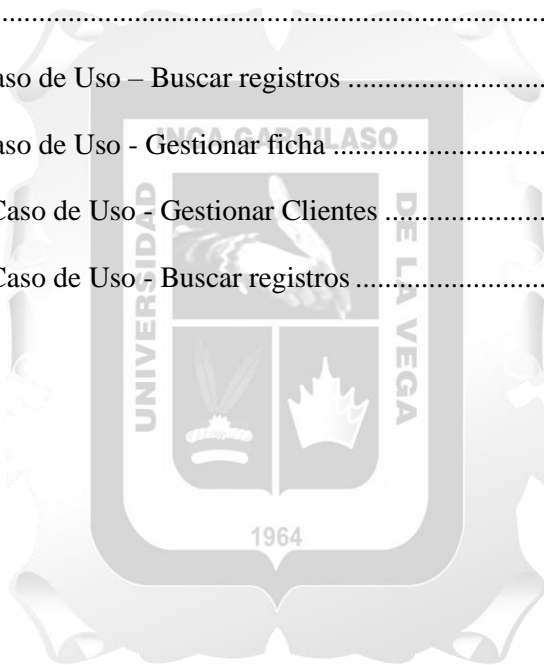 ...............................................................................
aso de Uso – Buscar registros ...........................
aso de Uso - Gestionar ficha .............................
Caso de Uso - Gestionar Clientes ......................
Caso de Uso - Buscar registros ..........................
UNIVERSIDAD
INCA GARCILASO
DE LA VEGA
1964